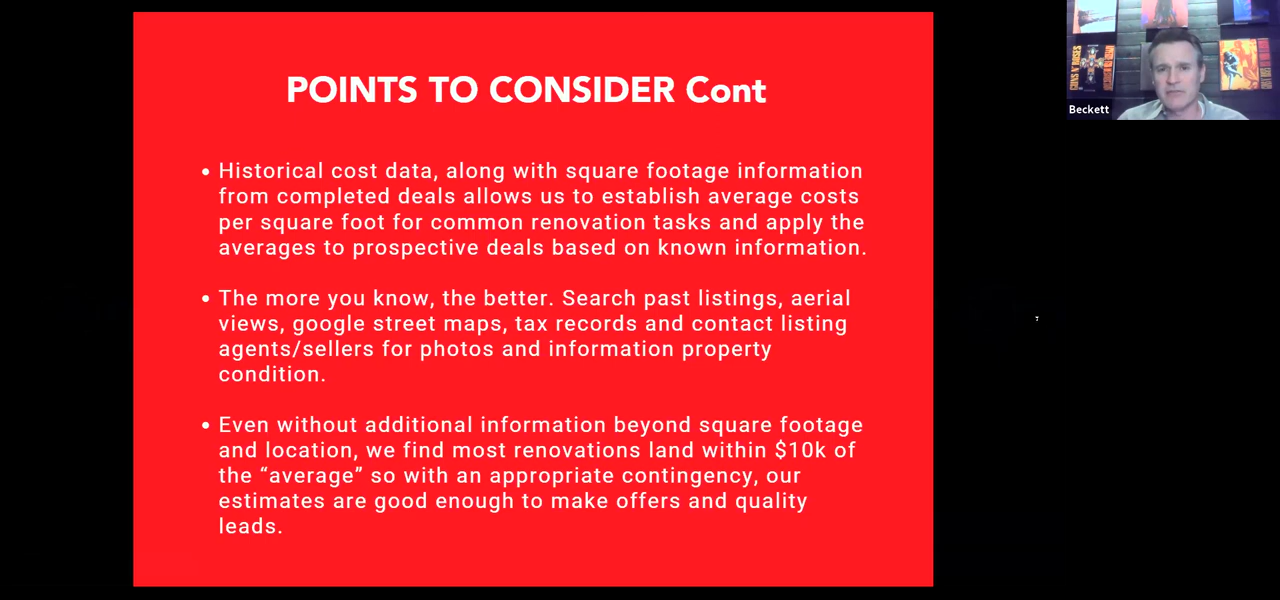 POINTS TO CONSIDER Cont
• Historical cost data, along with square footage information
from completed deals allows us to establish average costs
per square foot for common renovation tasks and apply the
averages to prospective deals based on known information.
• The more you know, the better. Search past listings, aerial
views, google street maps, tax records and contact listing
agents/sellers for photos and information property
condition.
• Even without additional information beyond square footage
and location, we find most renovations land within $10k of
the “average” so with an appropriate contingency, our
estimates are good enough to make offers and quality
leads.
GUNS N' ROSES
Beckett